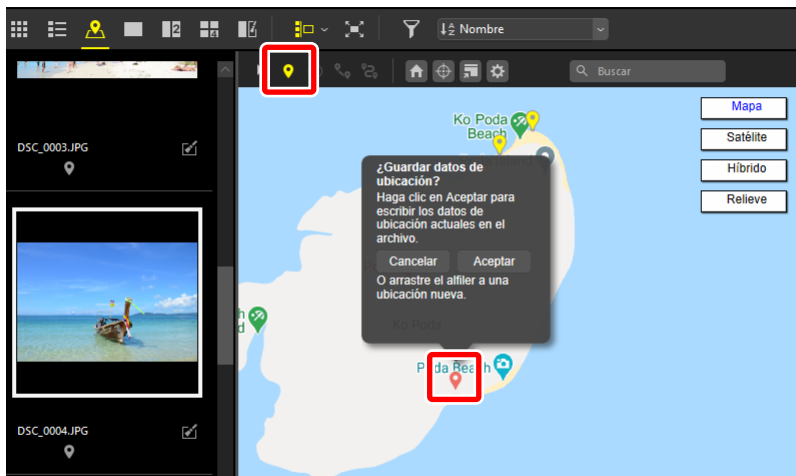 2
4
Nombre
Buscar
DSC_0003.JPG
DSC_0004.JPG
Ko Poda
Beach
¿Guardar datos de
ubicación?
Haga clic en Aceptar para
escribir los datos de
ubicación actuales en el
archivo.
Cancelar Aceptar
O arrastre el alfiler a una
ubicación nueva.
Ko Poda
Mapa
Satélite
Híbrido
Relieve